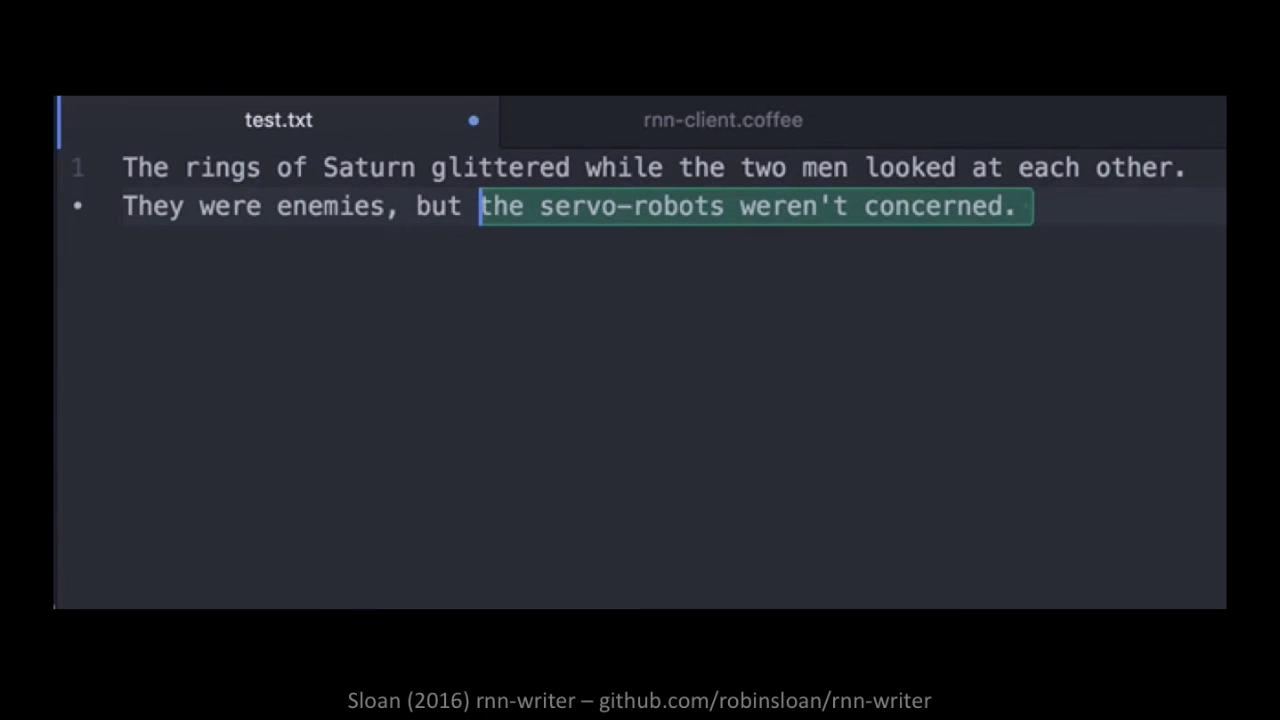 test.txt
rnn-client.coffee
1 The rings of Saturn glittered while the two men looked at each other.
• They were enemies, but the servo-robots weren't concerned.
Sloan (2016) rnn-writer – github.com/robinsloan/rnn-writer